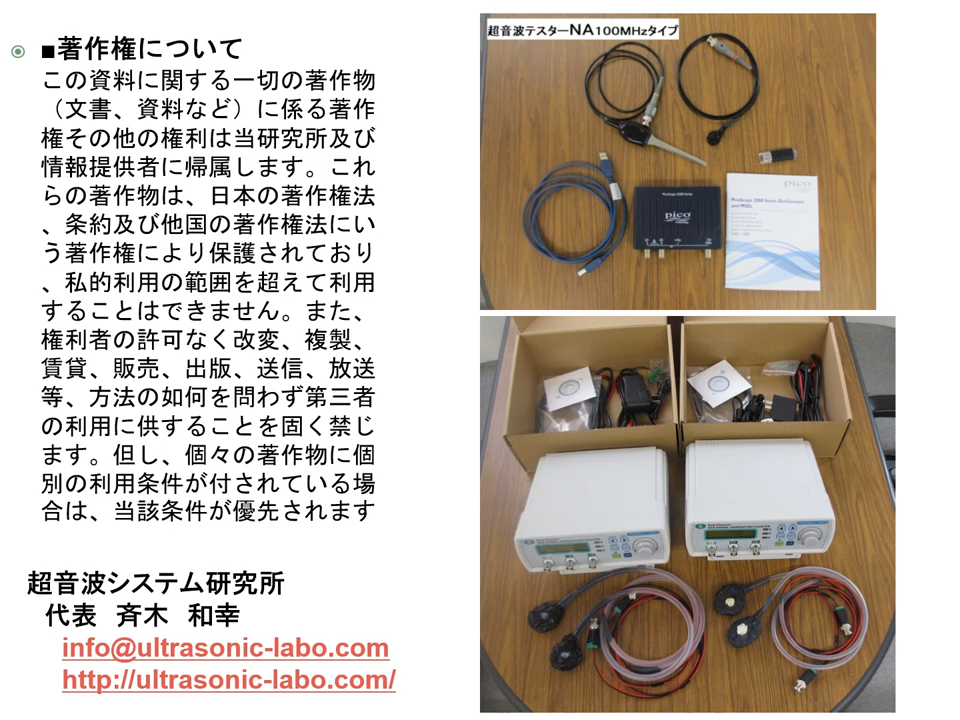 ■著作権について
この資料に関する一切の著作物
（文書、資料など）に係る著作
権その他の権利は当研究所及び
情報提供者に帰属します。これ
らの著作物は、日本の著作権法
、条約及び他国の著作権法にい
う著作権により保護されており
、私的利用の範囲を超えて利用
することはできません。また、
権利者の許可なく改変、複製、
賃貸、販売、出版、送信、放送
等、方法の如何を問わず第三者
の利用に供することを固く禁じ
ます。但し、個々の著作物に個
別の利用条件が付されている場
合は、当該条件が優先されます
超音波システム研究所
代表　斉木　和幸
info@ultrasonic-labo.com
http://ultrasonic-labo.com/
超音波テスターNA100MHzタイプ
PicoScope 2000 Series
pico
pico
PicoScope 2000 Series Oscilloscopes
and MSOs